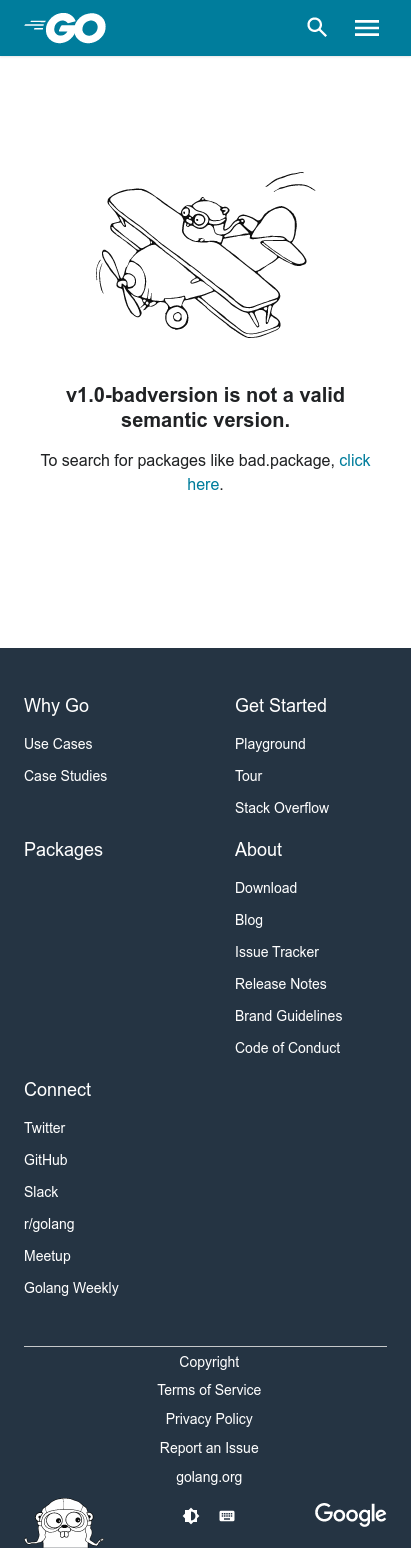 GO
v1.0-badversion is not a valid
semantic version.
To search for packages like bad.package, click
here.
Why Go
Use Cases
Case Studies
Get Started
Playground
Tour
Stack Overflow
Packages
About
Download
Blog
Issue Tracker
Release Notes
Brand Guidelines
Code of Conduct
Connect
Twitter
GitHub
Slack
r/golang
Meetup
Golang Weekly
Copyright
Terms of Service
Privacy Policy
Report an Issue
golang.org
Google